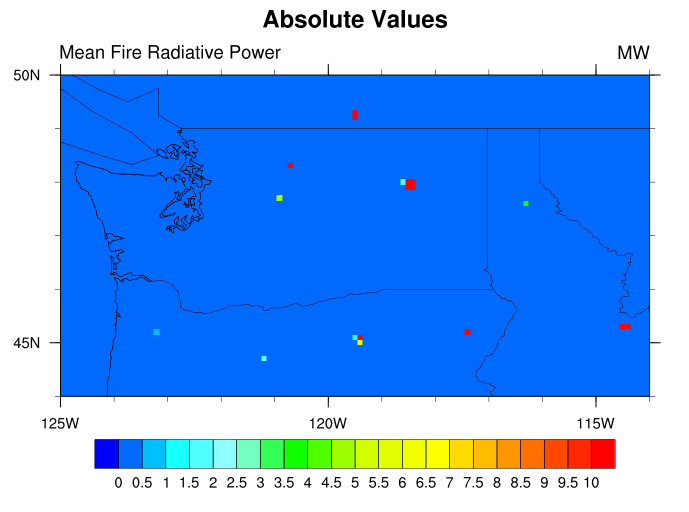 Absolute Values
Mean Fire Radiative Power MW
50N
45N
125W 120W 115W
0 0.5 1 1.5 2 2.5 3 3.5 4 4.5 5 5.5 6 6.5 7 7.5 8 8.5 9 9.5 10